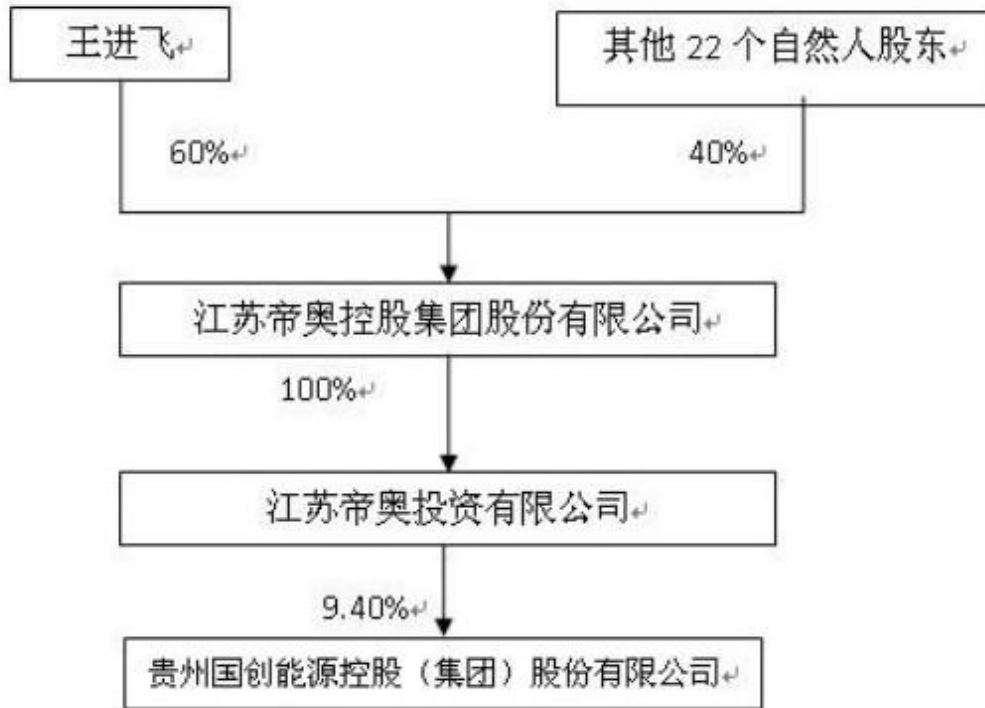 王进飞
其他 22 个自然人股东
60%
40%
江苏帝奥控股集团股份有限公司
100%
江苏帝奥投资有限公司
9.40%
贵州国创能源控股（集团）股份有限公司